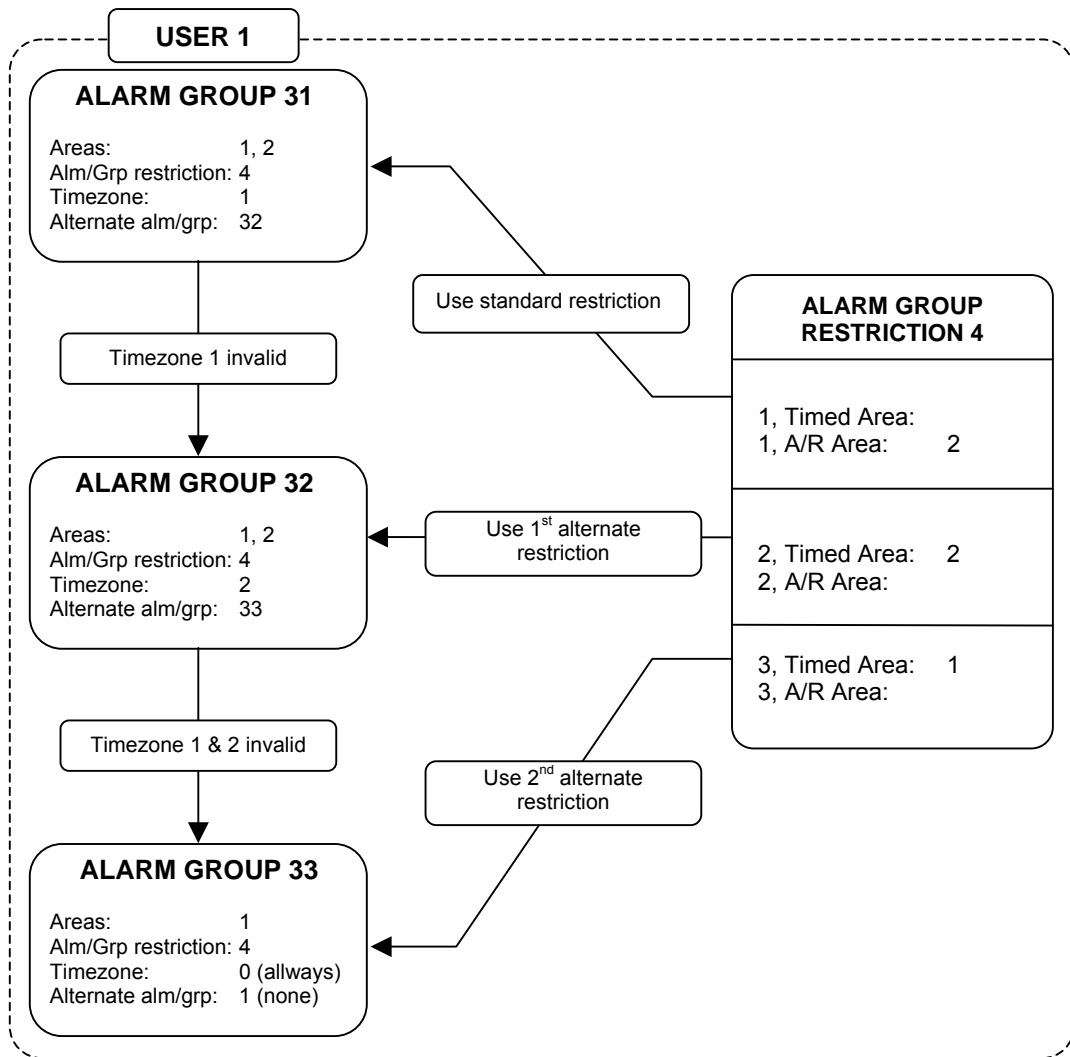 USER 1
ALARM GROUP 31
Areas: 1, 2
Alm/Grp restriction: 4
Timezone: 1
Alternate alm/grp: 32
Use standard restriction
ALARM GROUP
RESTRICTION 4
Timezone 1 invalid
1, Timed Area:
1, A/R Area: 2
ALARM GROUP 32
Areas: 1, 2
Alm/Grp restriction: 4
Timezone: 2
Alternate alm/grp: 33
Use 1st alternate
restriction
2, Timed Area: 2
2, A/R Area:
3, Timed Area: 1
3, A/R Area:
Timezone 1 & 2 invalid
Use 2nd alternate
restriction
ALARM GROUP 33
Areas: 1
Alm/Grp restriction: 4
Timezone: 0 (allways)
Alternate alm/grp: 1 (none)